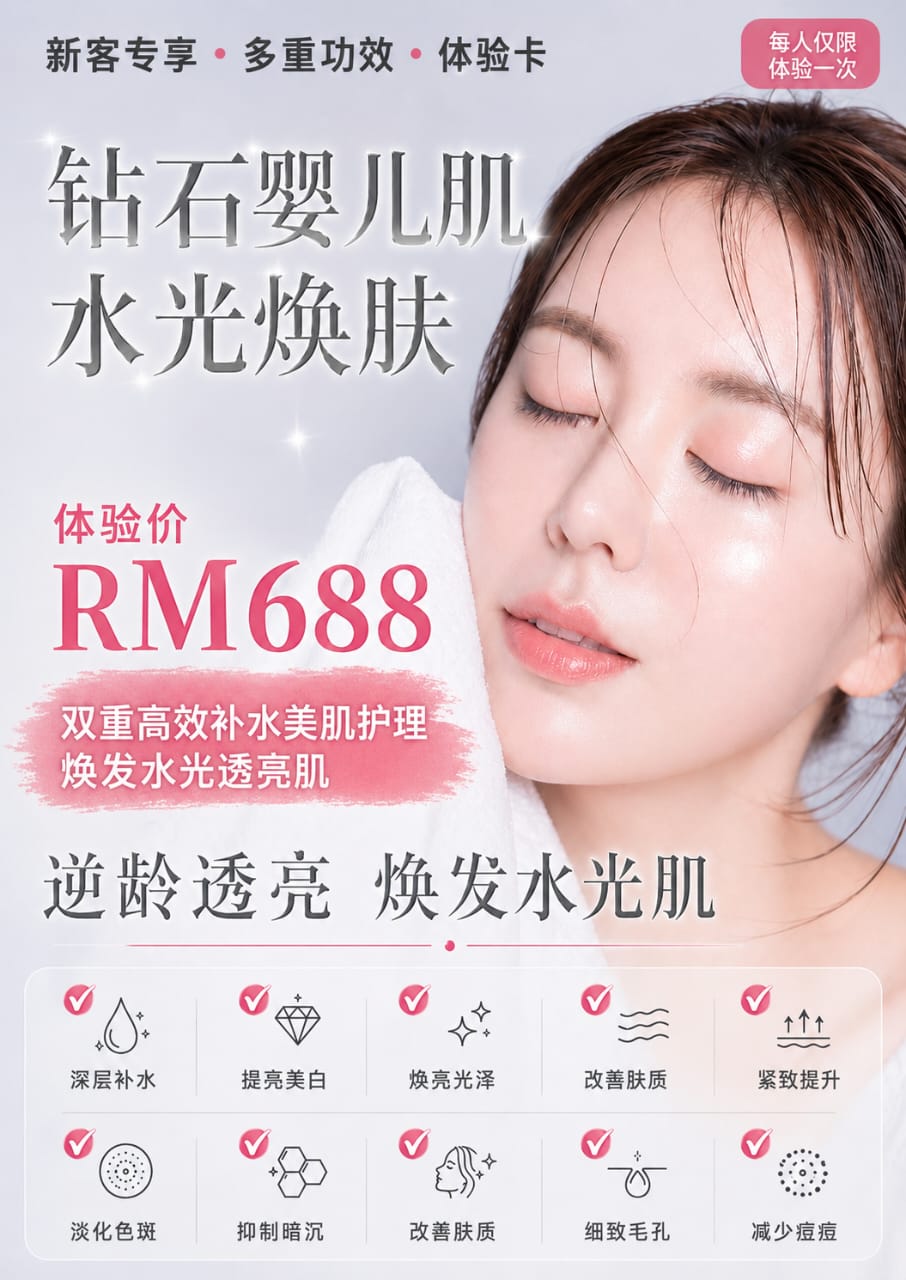 新客专享 • 多重功效 • 体验卡
每人仅限
体验一次
钻石婴儿肌
水光焕肤
体验价
RM688
双重高效补水美肌护理
焕发水光透亮肌
逆龄透亮 焕发水光肌
深层补水 提亮美白 焕亮光泽 改善肤质 紧致提升
淡化色斑 抑制暗沉 改善肤质 细致毛孔 减少痘痘